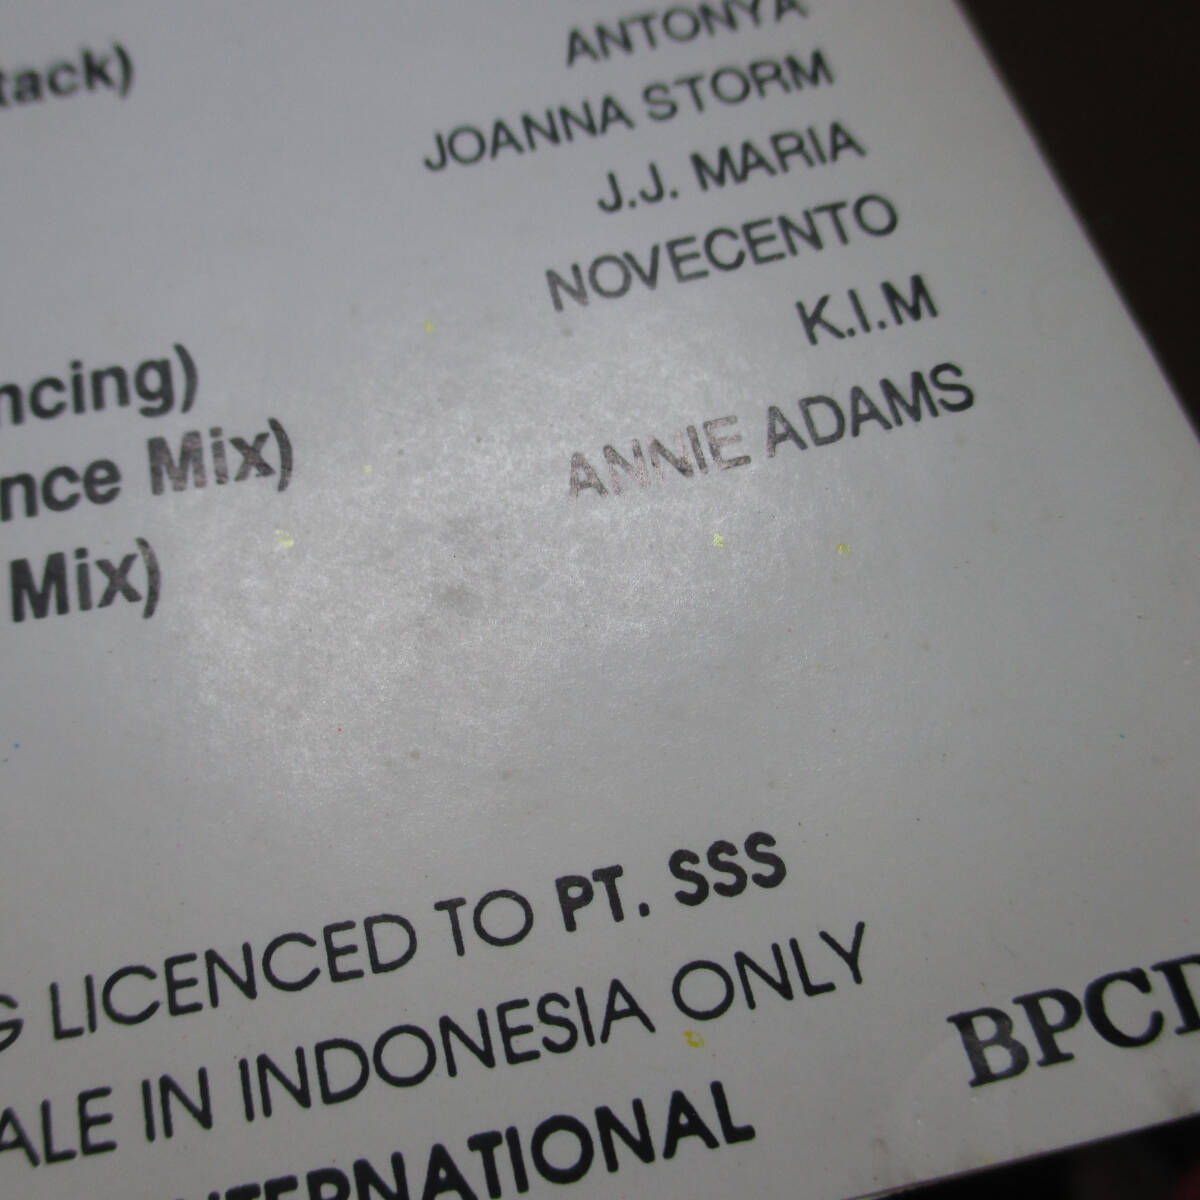 tack)
ANTONYA
JOANNA STORM
J.J. MARIA
NOVECENTO
ncing)
K.I.M
nce Mix)
ANNIE ADAMS
Mix)
G LICENCED TO PT. SSS
ALE IN INDONESIA ONLY
BPCD
INTERNATIONAL